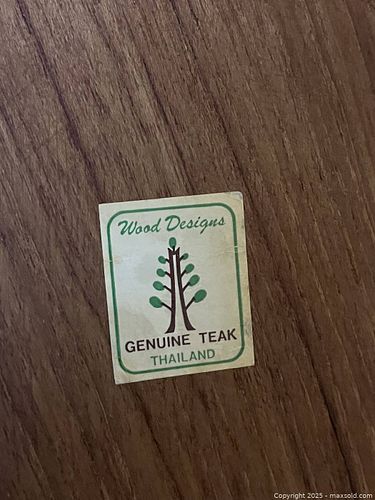 Wood Designs
GENUINE TEAK
THAILAND
Copyright 2025 - maxsold.com